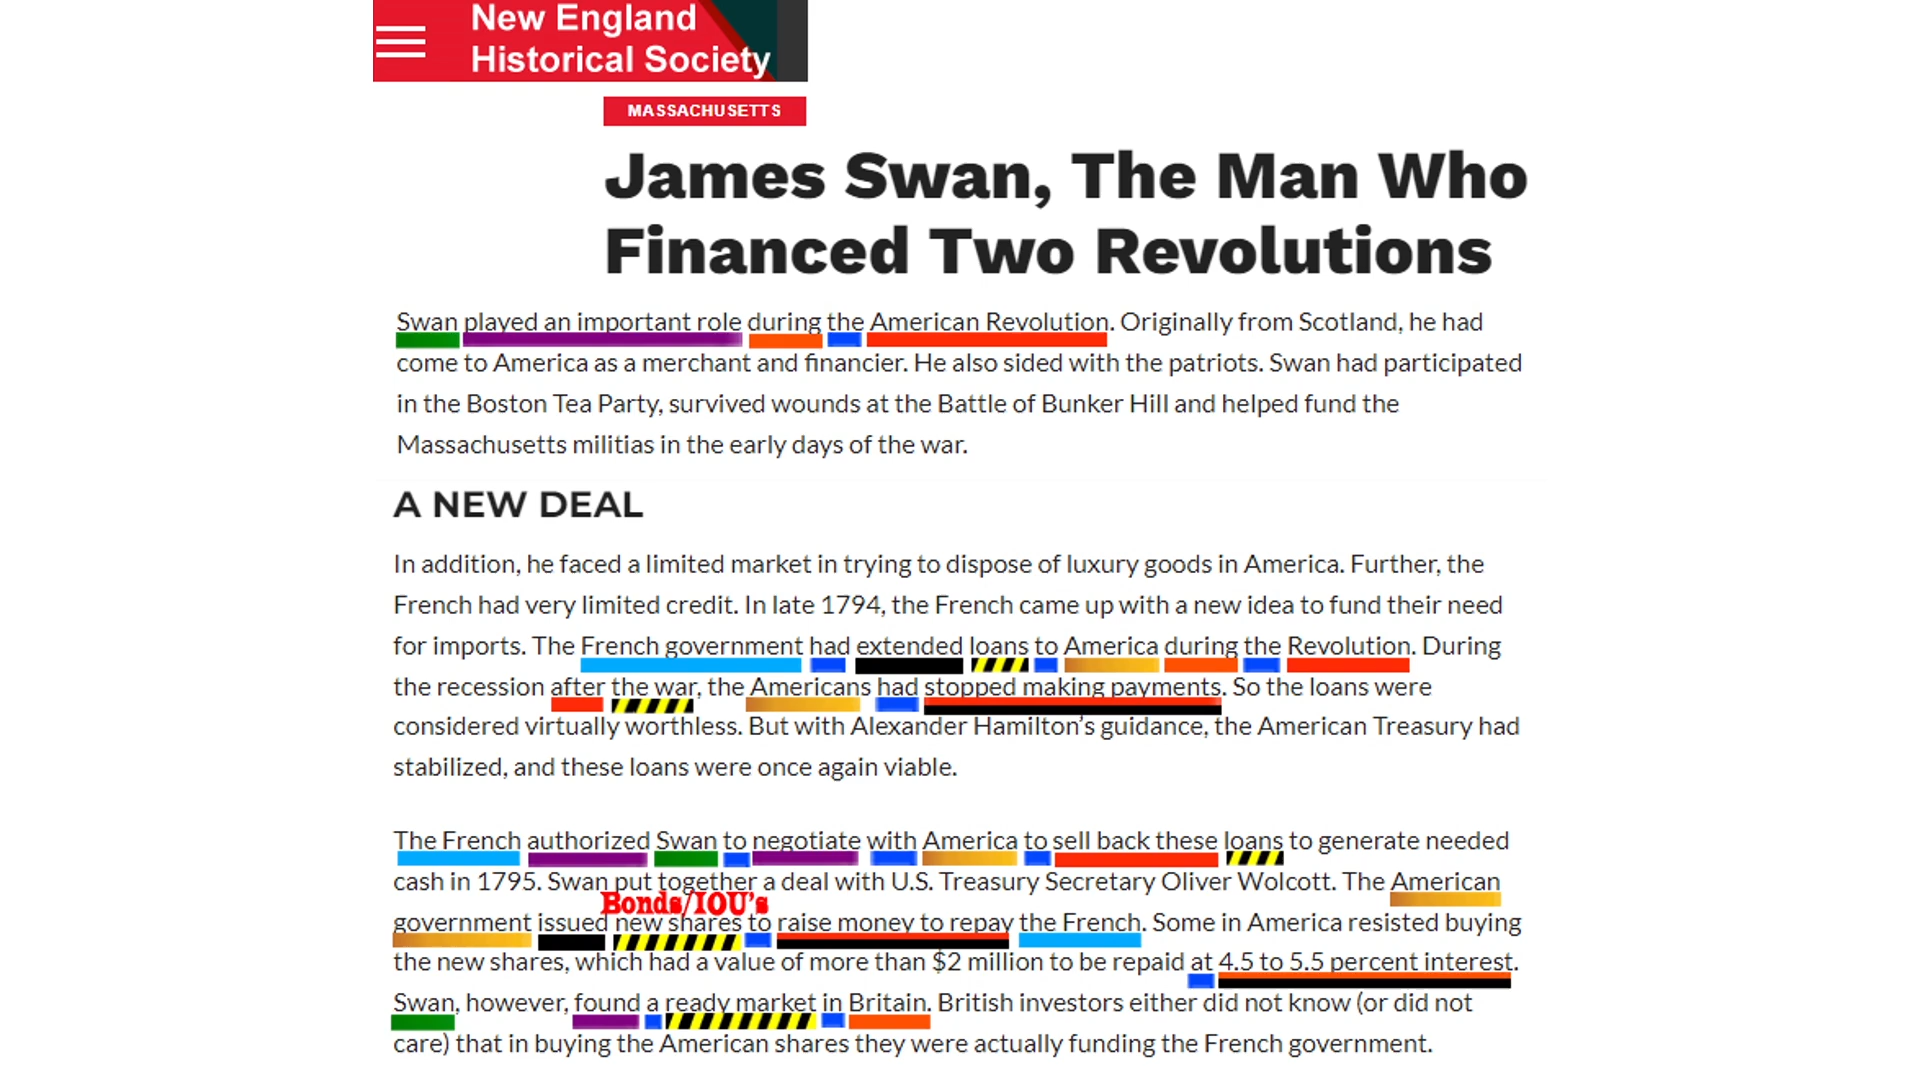 New England
Historical Society
MASSACHUSETTS
James Swan, The Man Who
Financed Two Revolutions
Swan played an important role during the American Revolution. Originally from Scotland, he had
come to America as a merchant and financier. He also sided with the patriots. Swan had participated
in the Boston Tea Party, survived wounds at the Battle of Bunker Hill and helped fund the
Massachusetts militias in the early days of the war.
A NEW DEAL
In addition, he faced a limited market in trying to dispose of luxury goods in America. Further, the
French had very limited credit. In late 1794, the French came up with a new idea to fund their need
for imports. The French government had extended loans to America during the Revolution. During
the recession after the war, the Americans had stopped making payments. So the loans were
considered virtually worthless. But with Alexander Hamilton's guidance, the American Treasury had
stabilized, and these loans were once again viable.
The French authorized Swan to negotiate with America to sell back these loans to generate needed
cash in 1795. Swan put together a deal with U.S. Treasury Secretary Oliver Wolcott. The American
Bonds/IOU's
government issued new shares to raise money to repay the French. Some in America resisted buying
the new shares, which had a value of more than $2 million to be repaid at 4.5 to 5.5 percent interest.
Swan, however, found a ready market in Britain. British investors either did not know (or did not
care) that in buying the American shares they were actually funding the French government.